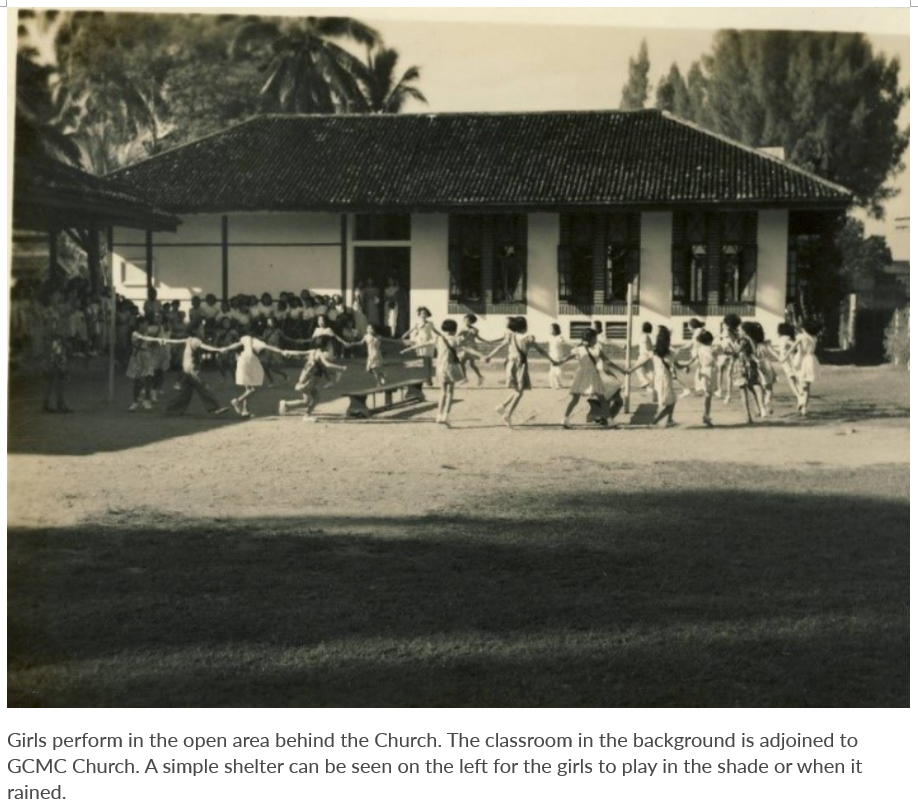 Girls perform in the open area behind the Church. The classroom in the background is adjoined to
GCMC Church. A simple shelter can be seen on the left for the girls to play in the shade or when it
rained.